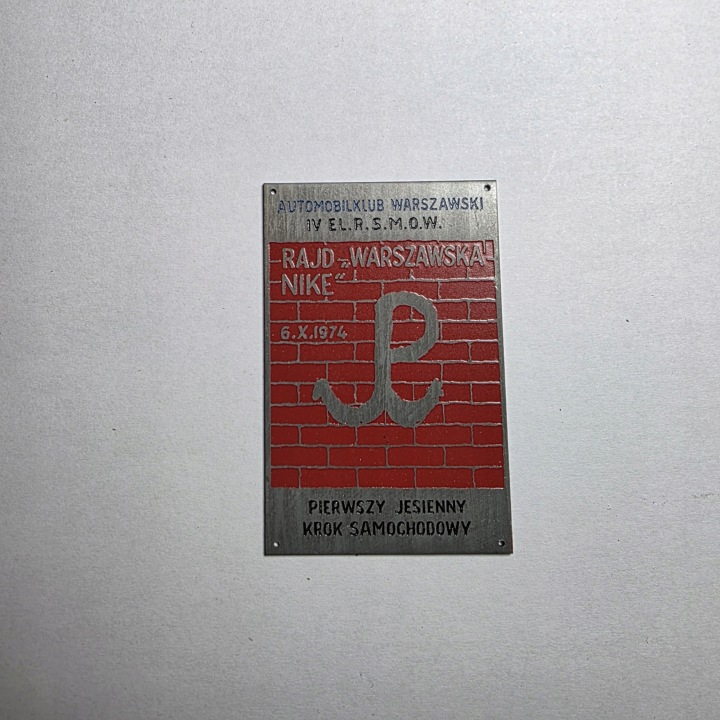 AUTOMOBILKLUB WARSZAWSKI
IV EL.R.S.M.O.W.
RAJD „WARSZAWSKA
NIKE“
6.X.1974
PIERWSZY JESIENNY
KROK SAMOCHODOWY